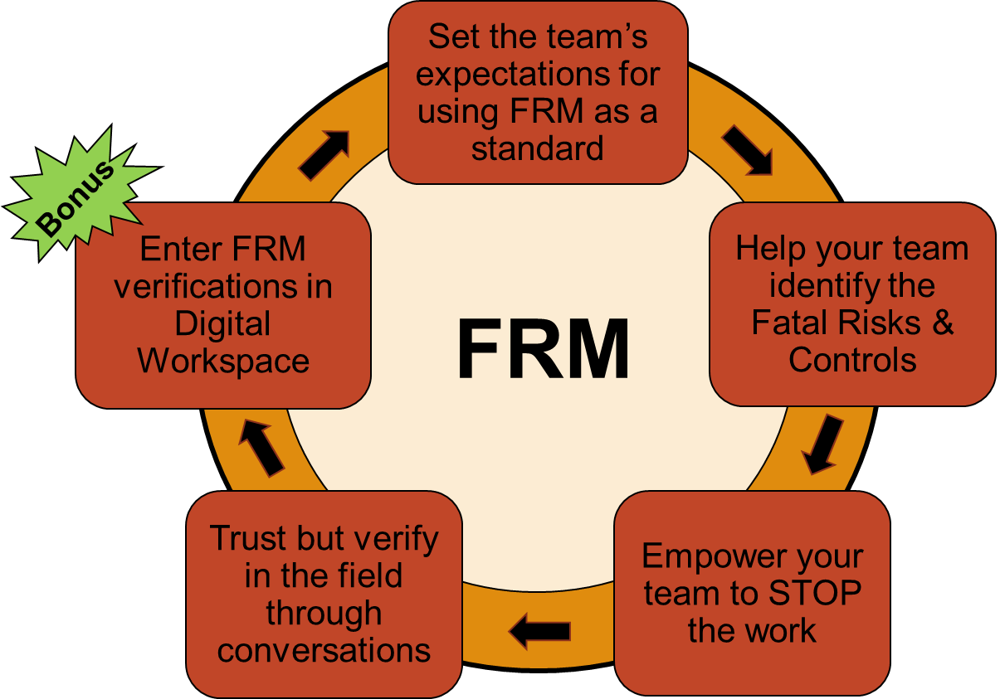 Set the team’s
expectations for
using FRM as a
standard
Help your team
identify the
Fatal Risks &
Controls
Empower your
team to STOP
the work
Trust but verify
in the field
through
conversations
Bonus
Enter FRM
verifications in
Digital
Workspace
FRM